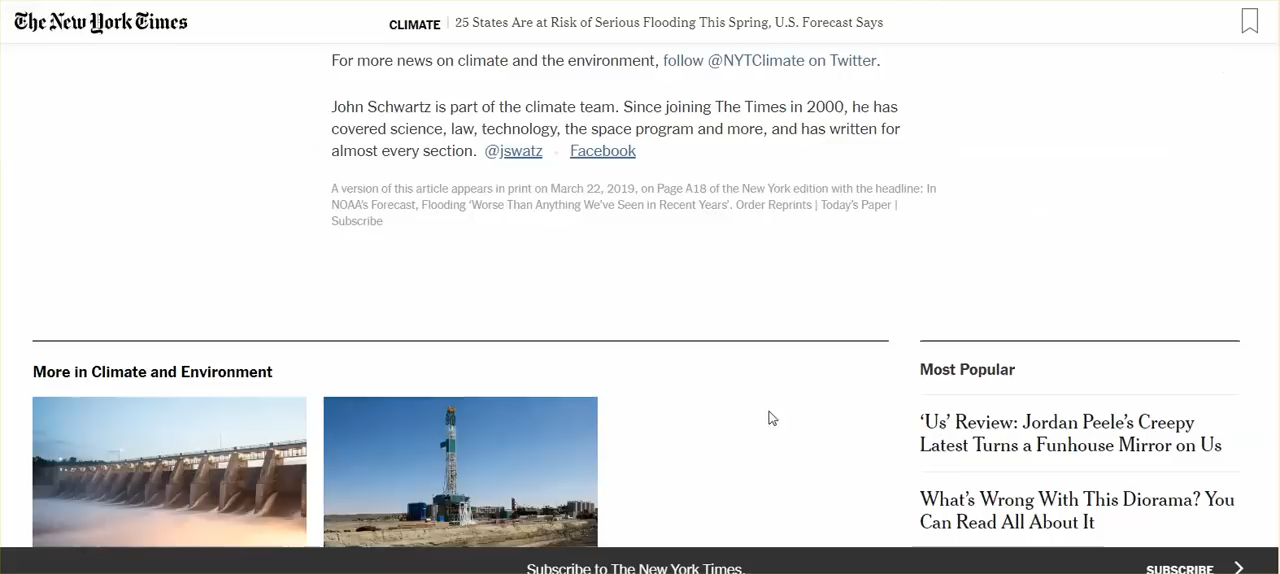 The New York Times
CLIMATE | 25 States Are at Risk of Serious Flooding This Spring, U.S. Forecast Says
For more news on climate and the environment, follow @NYTClimate on Twitter.
John Schwartz is part of the climate team. Since joining The Times in 2000, he has
covered science, law, technology, the space program and more, and has written for
almost every section. @jswatz • Facebook
A version of this article appears in print on March 22, 2019, on Page A18 of the New York edition with the headline: In
NOAA's Forecast, Flooding ‘Worse Than Anything We've Seen in Recent Years’. Order Reprints | Today's Paper |
Subscribe
More in Climate and Environment
Most Popular
‘Us’ Review: Jordan Peele’s Creepy
Latest Turns a Funhouse Mirror on Us
What’s Wrong With This Diorama? You
Can Read All About It
Subscribe to The New York Times.
SUBSCRIBE